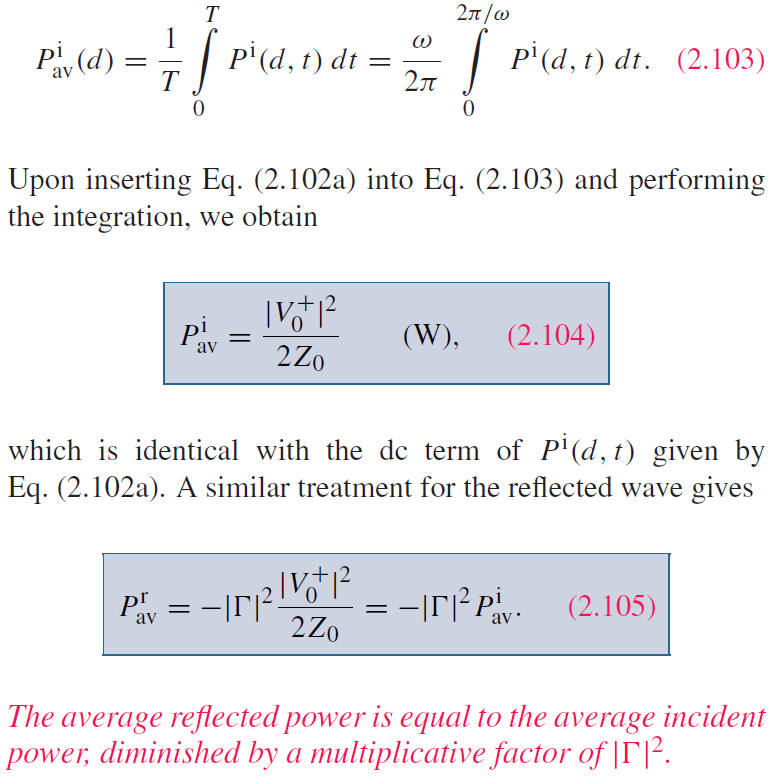 P^i_av(d) = 1/T ∫_0^T P^i(d, t) dt = ω/2π ∫_0^{2π/ω} P^i(d, t) dt. (2.103)
Upon inserting Eq. (2.102a) into Eq. (2.103) and performing
the integration, we obtain
P^i_av = |V_0^+|^2 / 2Z_0 (W), (2.104)
which is identical with the dc term of P^i(d, t) given by
Eq. (2.102a). A similar treatment for the reflected wave gives
P^r_av = −|Γ|^2 |V_0^+|^2 / 2Z_0 = −|Γ|^2 P^i_av. (2.105)
The average reflected power is equal to the average incident
power, diminished by a multiplicative factor of |Γ|^2.